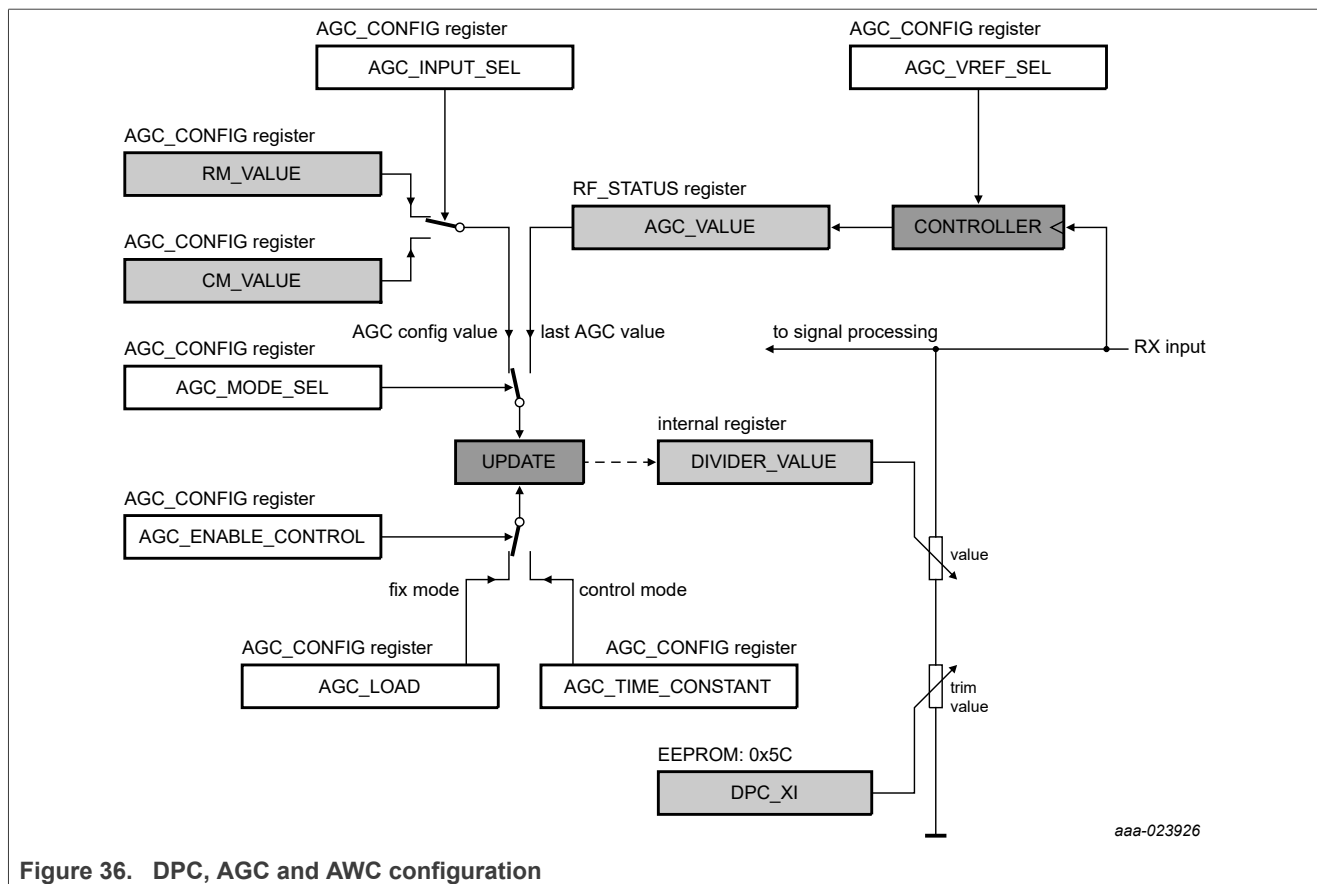 AGC_CONFIG register
AGC_INPUT_SEL
AGC_CONFIG register
AGC_VREF_SEL
AGC_CONFIG register
RM_VALUE
RF_STATUS register
AGC_VALUE
CONTROLLER
AGC_CONFIG register
CM_VALUE
AGC config value
last AGC value
to signal processing
RX input
AGC_CONFIG register
AGC_MODE_SEL
UPDATE
internal register
DIVIDER_VALUE
AGC_CONFIG register
AGC_ENABLE_CONTROL
value
fix mode
control mode
AGC_CONFIG register
AGC_LOAD
AGC_CONFIG register
AGC_TIME_CONSTANT
trim
value
EEPROM: 0x5C
DPC_XI
aaa-023926
Figure 36. DPC, AGC and AWC configuration